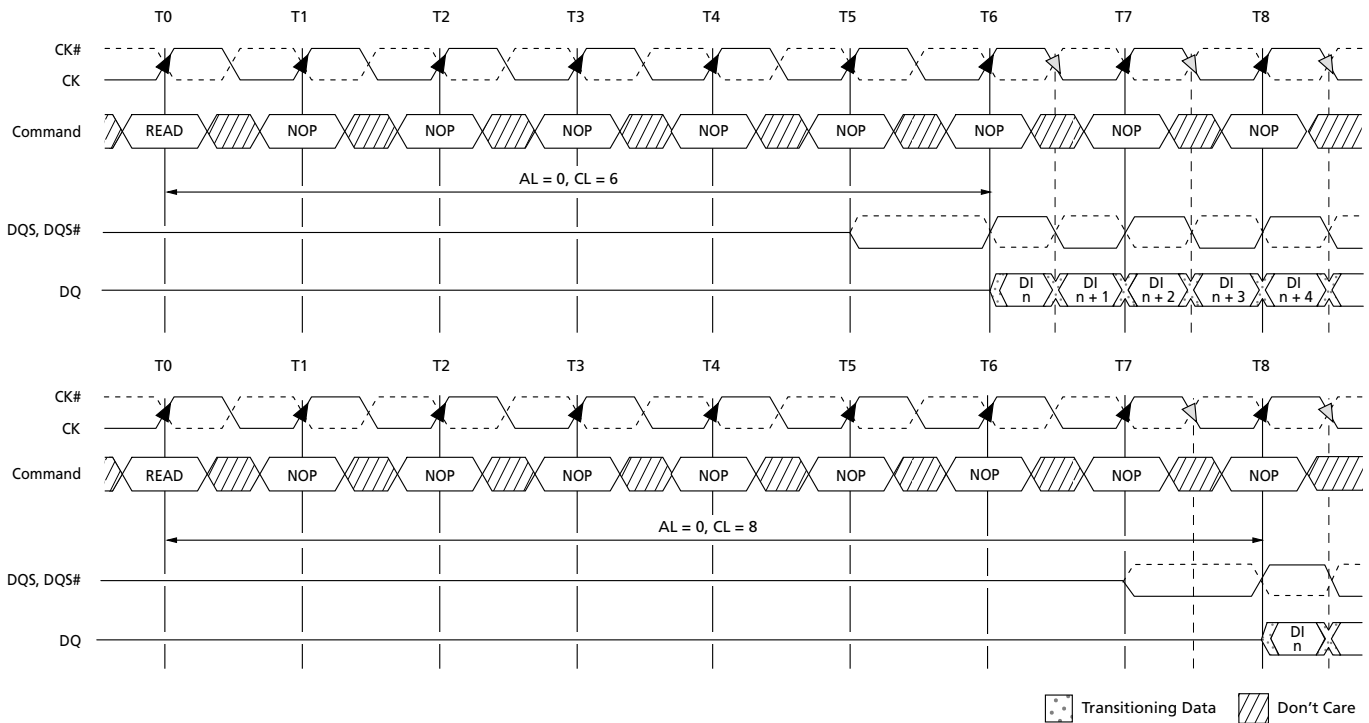 T0 T1 T2 T3 T4 T5 T6 T7 T8
CK#
CK
Command READ NOP NOP NOP NOP NOP NOP NOP NOP
AL = 0, CL = 6
DQS, DQS#
DQ DI n DI n + 1 DI n + 2 DI n + 3 DI n + 4
T0 T1 T2 T3 T4 T5 T6 T7 T8
CK#
CK
Command READ NOP NOP NOP NOP NOP NOP NOP NOP
AL = 0, CL = 8
DQS, DQS#
DQ DI n
Transitioning Data Don't Care